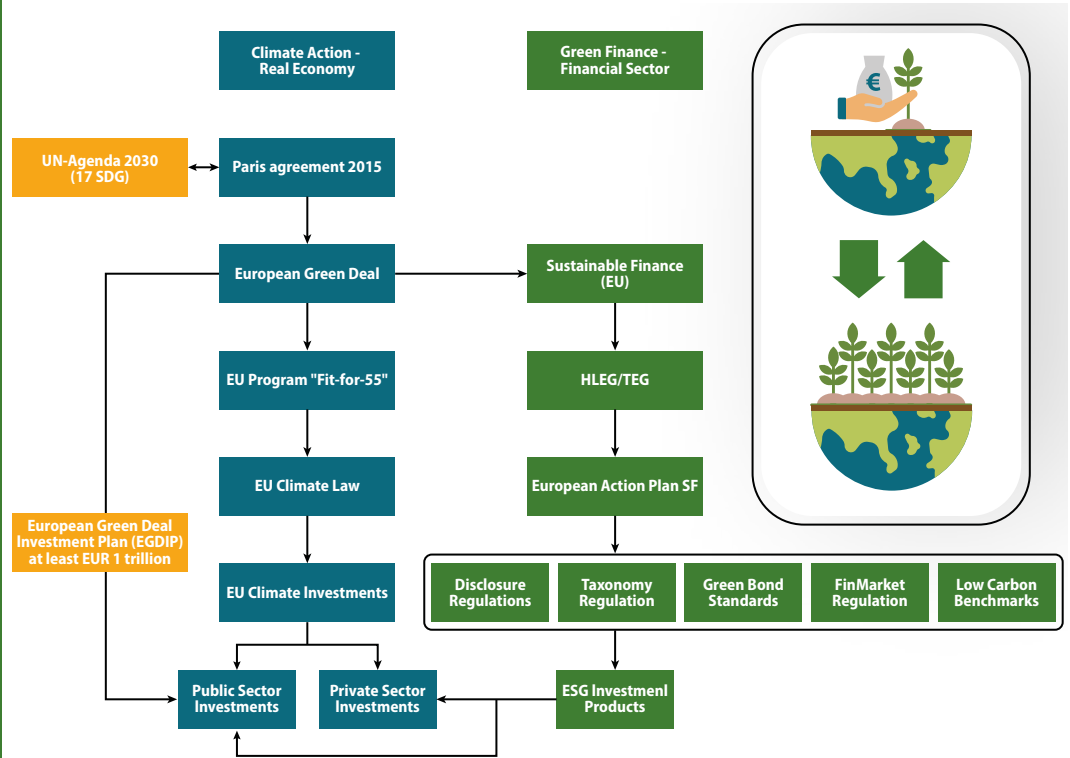 Climate Action -
Real Economy
Green Finance -
Financial Sector
€
UN-Agenda 2030
(17 SDG)
Paris agreement 2015
European Green Deal
Sustainable Finance
(EU)
EU Program "Fit-for-55"
HLEG/TEG
EU Climate Law
European Action Plan SF
European Green Deal
Investment Plan (EGDIP)
at least EUR 1 trillion
EU Climate Investments
Disclosure
Regulations
Taxonomy
Regulation
Green Bond
Standards
FinMarket
Regulation
Low Carbon
Benchmarks
Public Sector
Investments
Private Sector
Investments
ESG Investmenl
Products